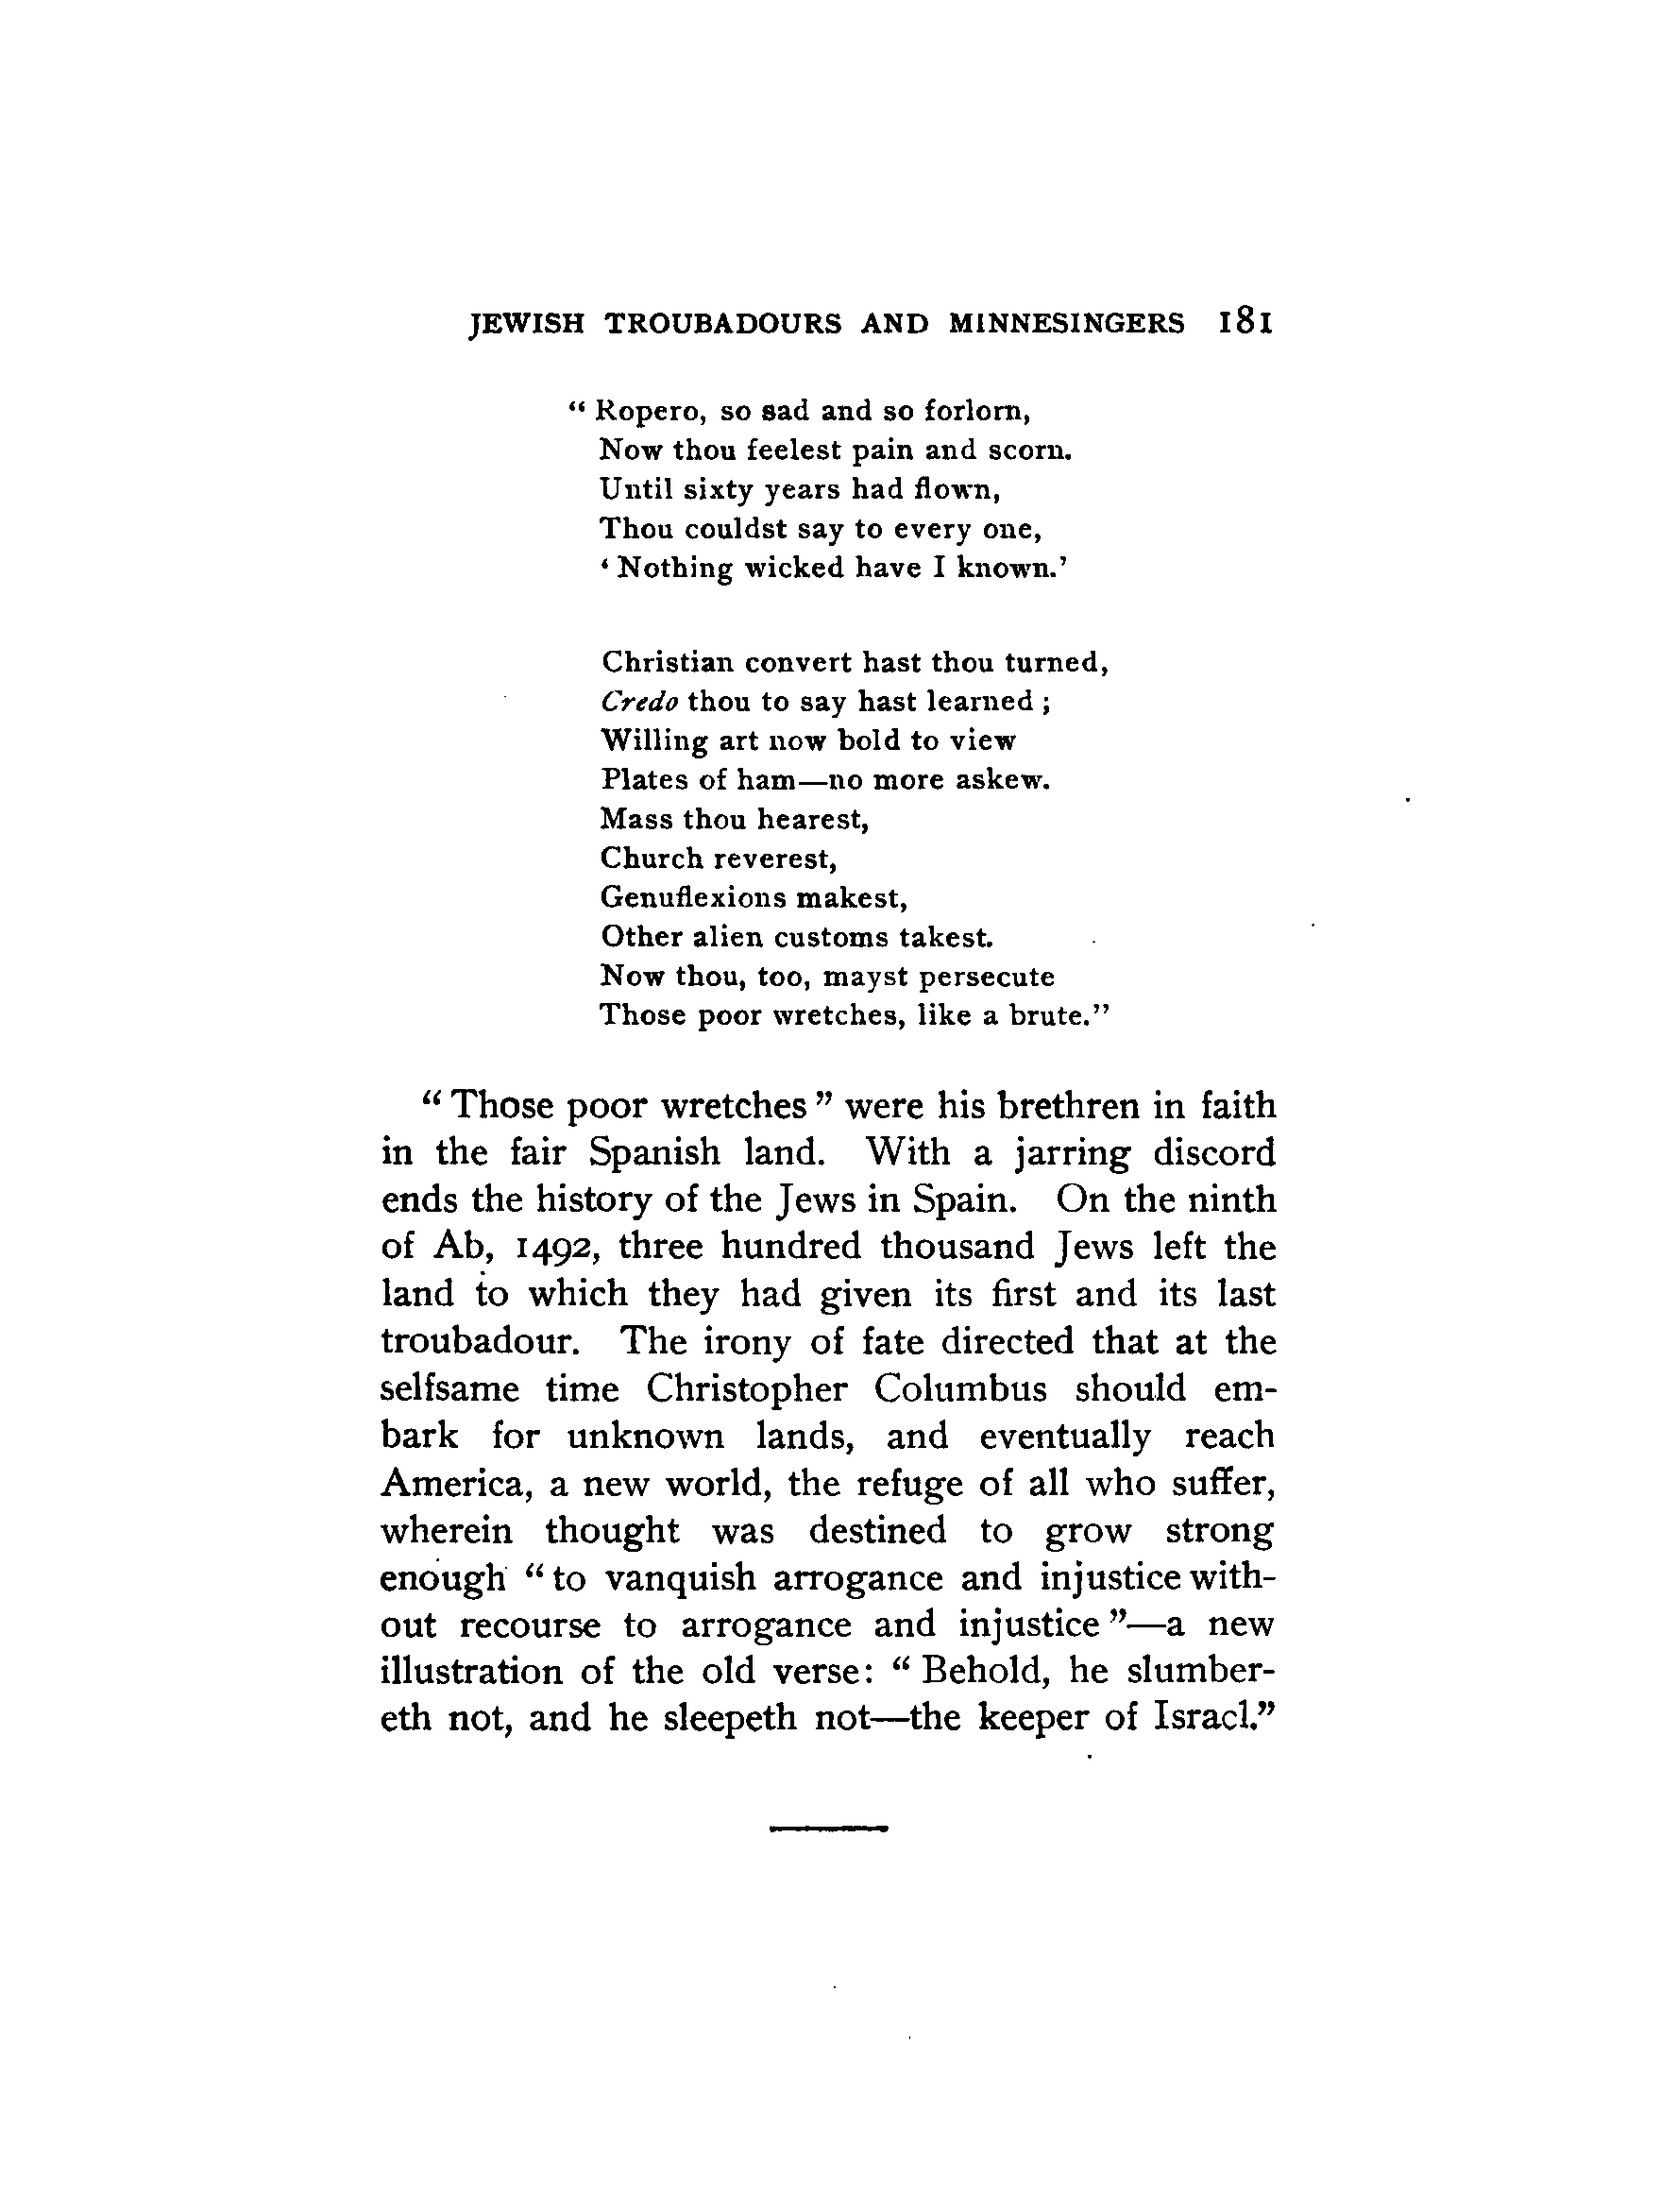 JEWISH TROUBADOURS AND MINNESINGERS 181
“ Ropero, so sad and so forlorn,
Now thou feelest pain and scorn.
Until sixty years had flown,
Thou couldst say to every one,
‘ Nothing wicked have I known.’
Christian convert hast thou turned,
Credo thou to say hast learned ;
Willing art now bold to view
Plates of ham—no more askew.
Mass thou hearest,
Church reverest,
Genuflexions makest,
Other alien customs takest.
Now thou, too, mayst persecute
Those poor wretches, like a brute.”
“ Those poor wretches ” were his brethren in faith
in the fair Spanish land. With a jarring discord
ends the history of the Jews in Spain. On the ninth
of Ab, 1492, three hundred thousand Jews left the
land to which they had given its first and its last
troubadour. The irony of fate directed that at the
selfsame time Christopher Columbus should em-
bark for unknown lands, and eventually reach
America, a new world, the refuge of all who suffer,
wherein thought was destined to grow strong
enough “ to vanquish arrogance and injustice with-
out recourse to arrogance and injustice ”—a new
illustration of the old verse: “ Behold, he slumber-
eth not, and he sleepeth not—the keeper of Israel.”